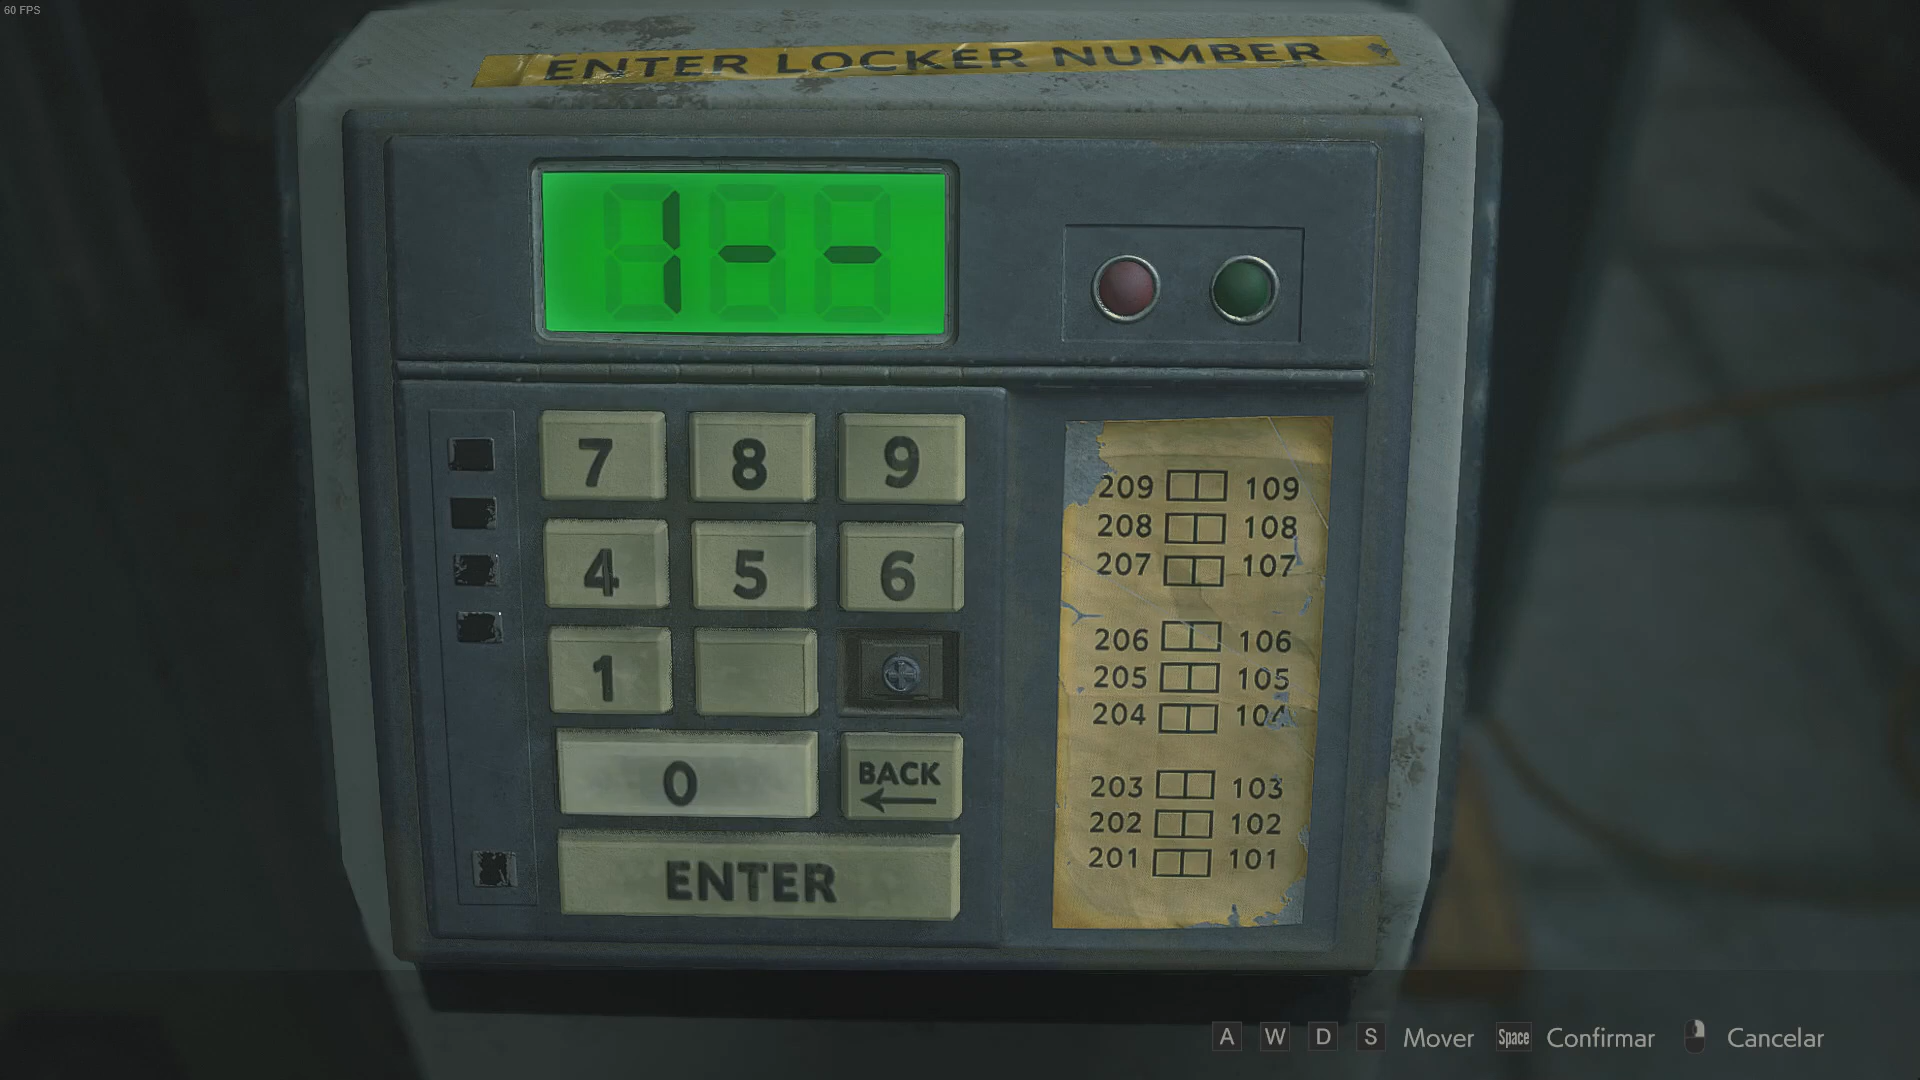 60 FPS
ENTER LOCKER NUMBER
1--
7 8 9
4 5 6
1
0 BACK
ENTER
209 109
208 108
207 107
206 106
205 105
204 104
203 103
202 102
201 101
A W D S Mover Space Confirmar Cancelar